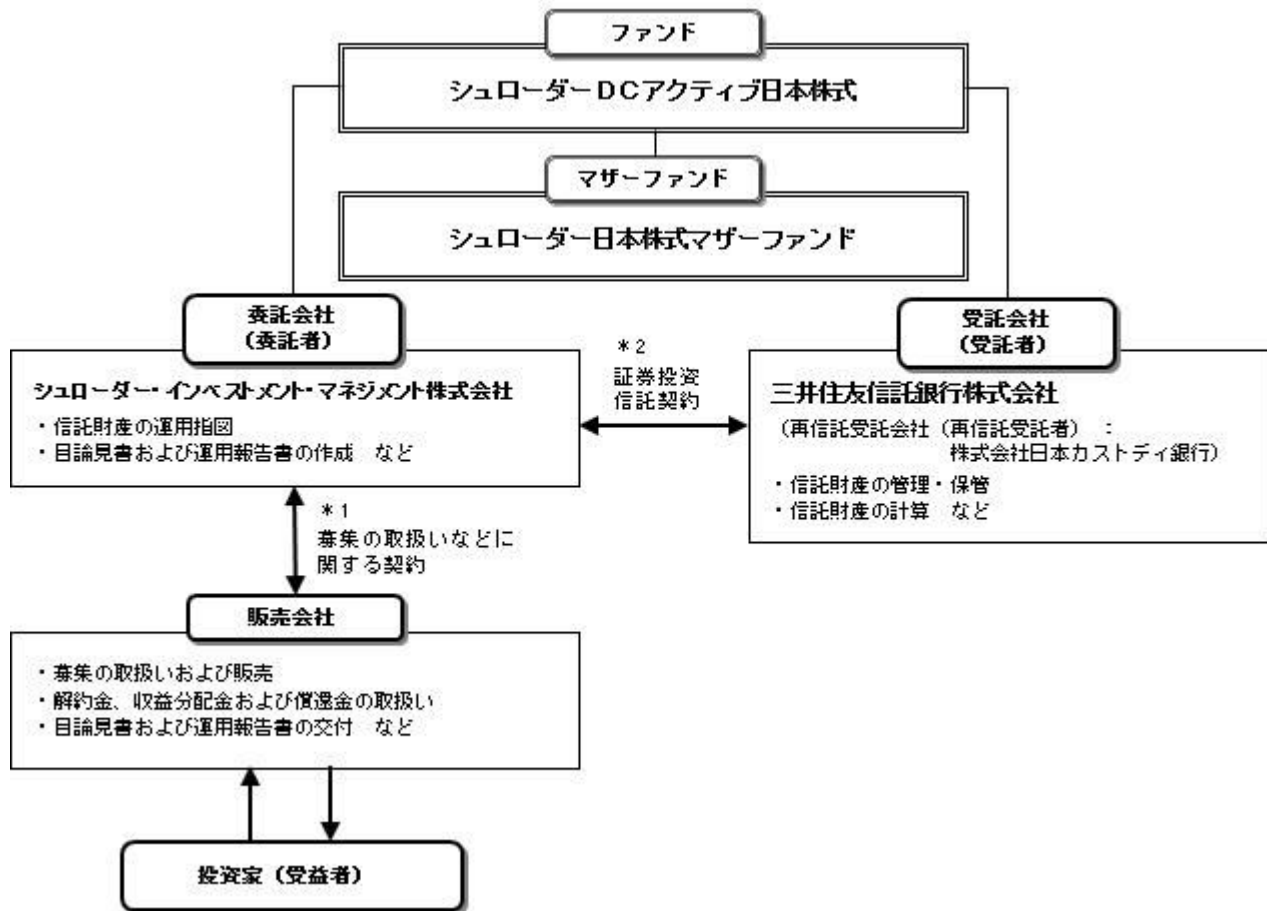 ファンド
シュローダーDCアクティブ日本株式
マザーファンド
シュローダー日本株式マザーファンド
委託会社
(委託者)
シュローダー・インベストメント・マネジメント株式会社
・信託財産の運用指図
・目論見書および運用報告書の作成 など
*2
証券投資
信託契約
受託会社
(受託者)
三井住友信託銀行株式会社
(再信託受託会社(再信託受託者) :
株式会社日本カストディ銀行)
・信託財産の管理・保管
・信託財産の計算 など
*1
募集の取扱いなどに
関する契約
販売会社
・募集の取扱いおよび販売
・解約金、収益分配金および償還金の取扱い
・目論見書および運用報告書の交付 など
投資家(受益者)